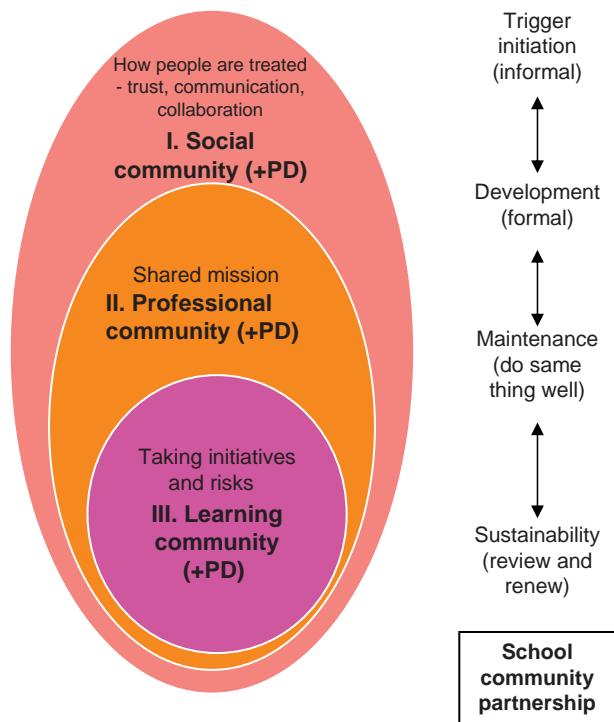 How people are treated
- trust, communication,
collaboration
I. Social
community (+PD)
Shared mission
II. Professional
community (+PD)
Taking initiatives
and risks
III. Learning
community
(+PD)
Trigger
initiation
(informal)
Development
(formal)
Maintenance
(do same
thing well)
Sustainability
(review and
renew)
School
community
partnership